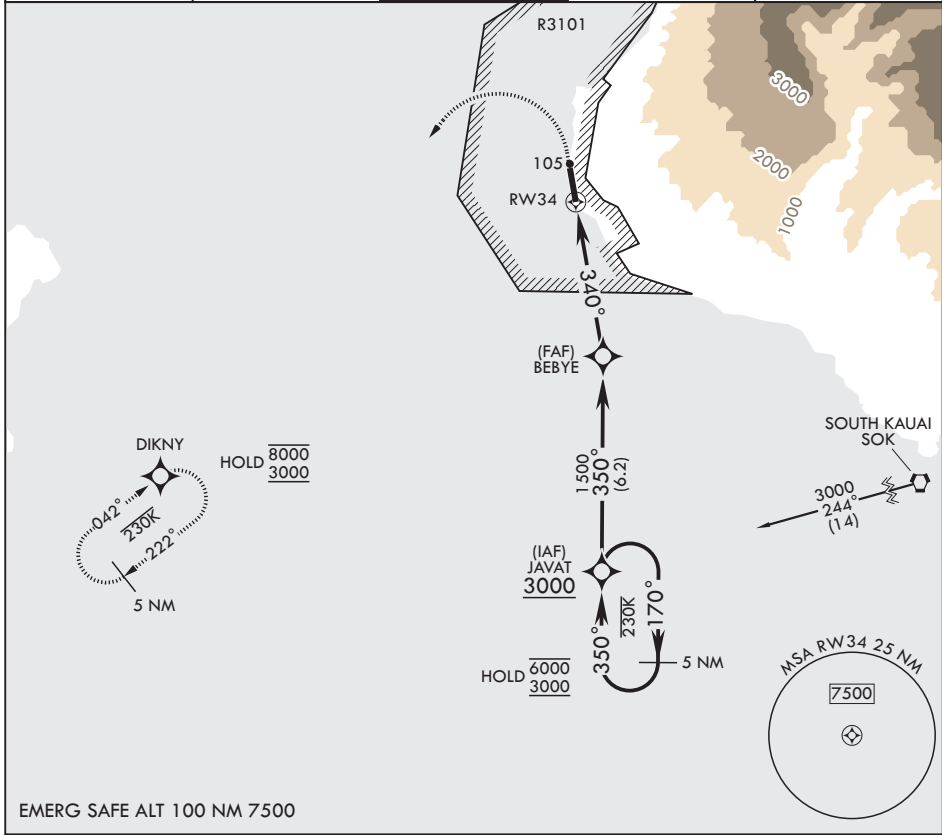 R3101
3000
2000
1000
105
RW34
340°
(FAF)
BEBYE
SOUTH KAUAI
SOK
DIKNY
HOLD 8000
3000
042°
230K
222°
5 NM
1500
350°
(6.2)
3000
244°
(14)
(IAF)
JAVAT
3000
350°
230K
170°
5 NM
HOLD 6000
3000
MSA RW34 25 NM
7500
EMERG SAFE ALT 100 NM 7500